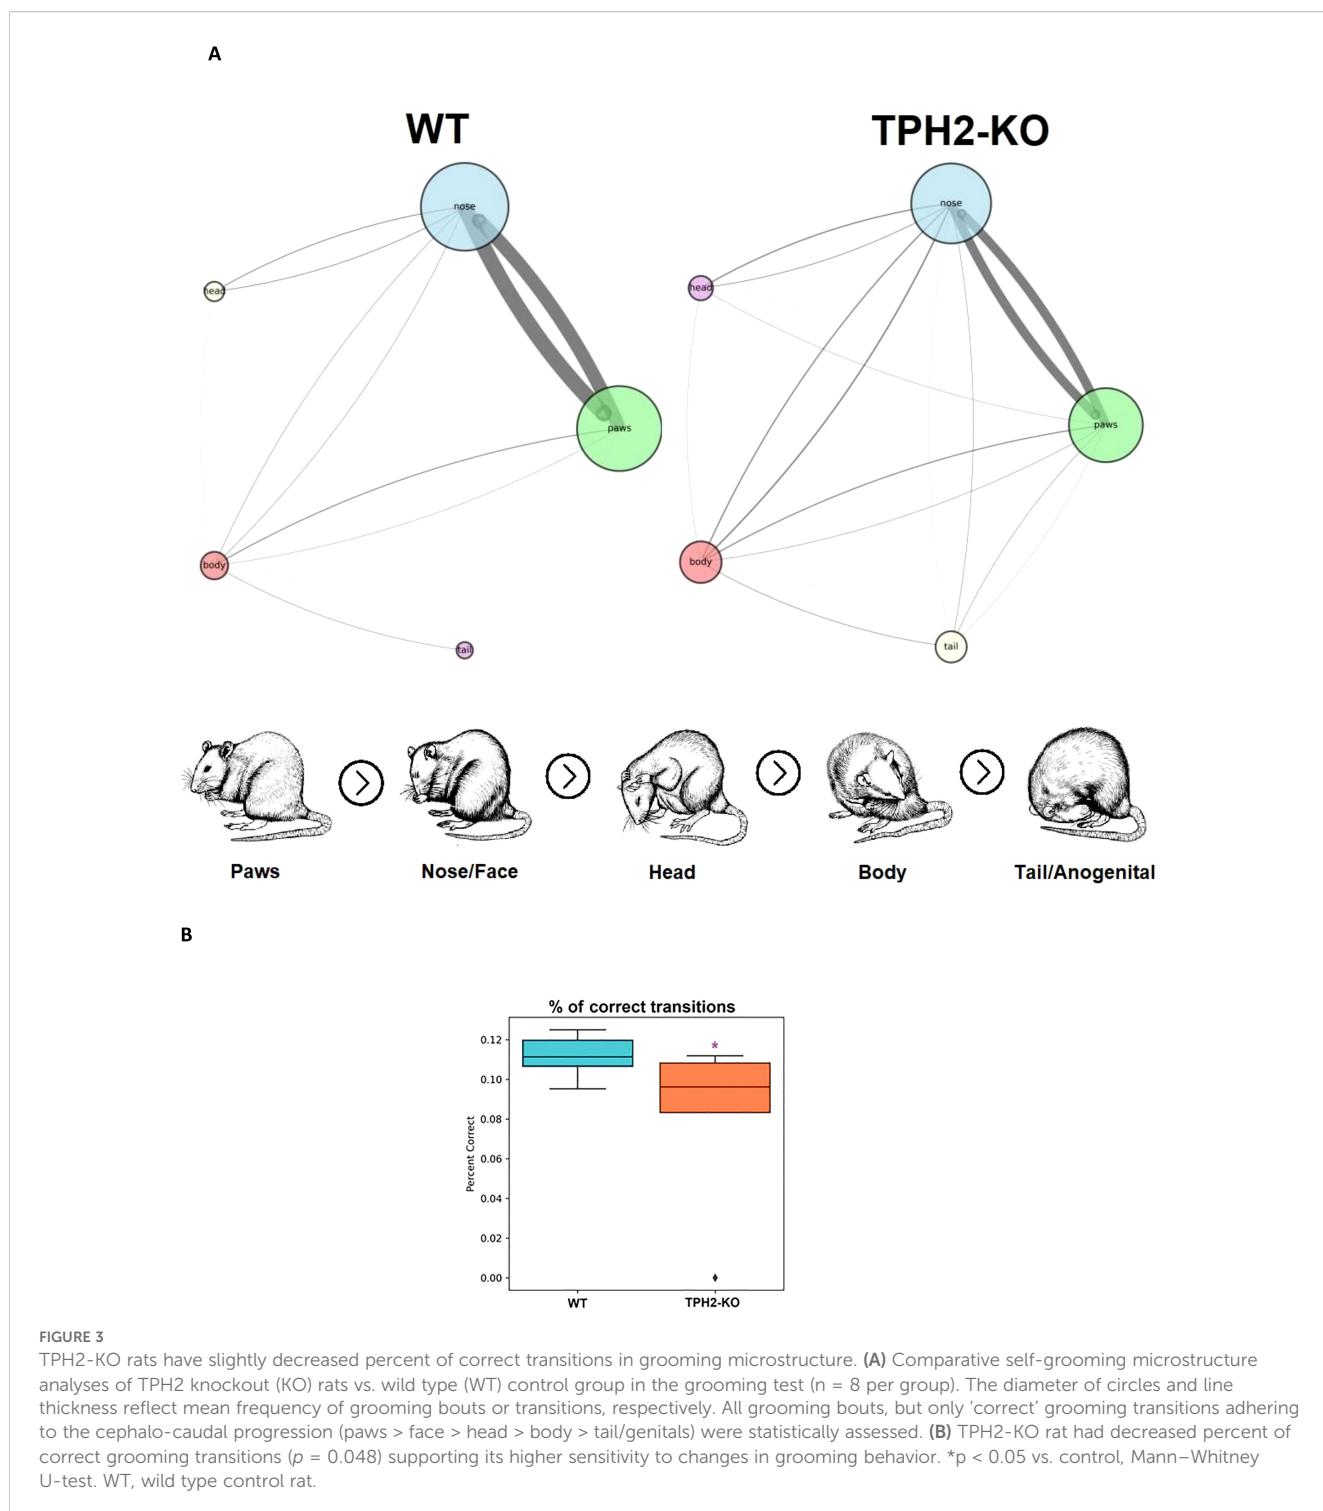 A
WT
TPH2-KO
nose
nose
head
head
paws
paws
body
body
tail
tail
Paws
Nose/Face
Head
Body
Tail/Anogenital
B
% of correct transitions
*
0.12
0.10
0.08
0.06
0.04
0.02
0.00
Percent Correct
WT
TPH2-KO
FIGURE 3
TPH2-KO rats have slightly decreased percent of correct transitions in grooming microstructure. (A) Comparative self-grooming microstructure
analyses of TPH2 knockout (KO) rats vs. wild type (WT) control group in the grooming test (n = 8 per group). The diameter of circles and line
thickness reflect mean frequency of grooming bouts or transitions, respectively. All grooming bouts, but only ‘correct’ grooming transitions adhering
to the cephalo-caudal progression (paws > face > head > body > tail/genitals) were statistically assessed. (B) TPH2-KO rat had decreased percent of
correct grooming transitions (p = 0.048) supporting its higher sensitivity to changes in grooming behavior. *p < 0.05 vs. control, Mann–Whitney
U-test. WT, wild type control rat.